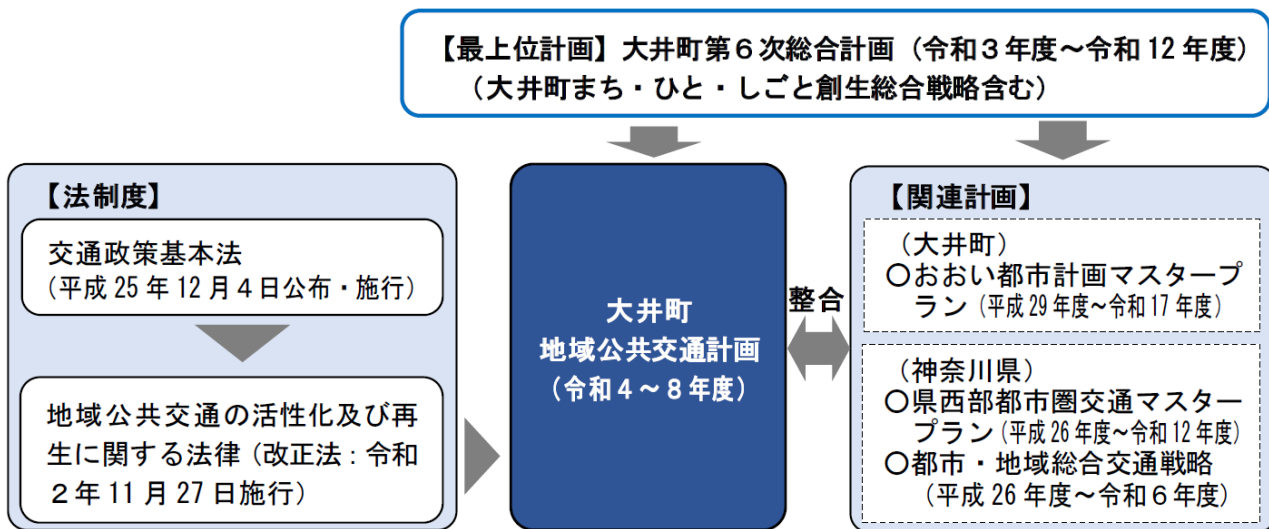 【最上位計画】大井町第６次総合計画（令和３年度～令和 12 年度）
（大井町まち・ひと・しごと創生総合戦略含む）
【法制度】
交通政策基本法
（平成 25 年 12 月４日公布・施行）
地域公共交通の活性化及び再
生に関する法律（改正法：令和
２年 11 月 27 日施行）
大井町
地域公共交通計画
（令和４～８年度）
整合
【関連計画】
（大井町）
〇おおい都市計画マスタープ
ラン（平成 29 年度～令和 17 年度）
（神奈川県）
〇県西部都市圏交通マスター
プラン（平成 26 年度～令和 12 年度）
〇都市・地域総合交通戦略
（平成 26 年度～令和６年度）